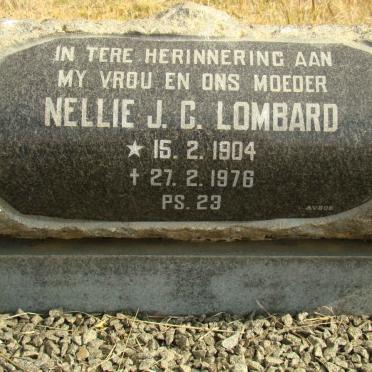 IN TERE HERINNERING AAN
MY VROU EN ONS MOEDER
NELLIE J. C. LOMBARD
★ 15. 2. 1904
✝ 27. 2. 1976
PS. 23